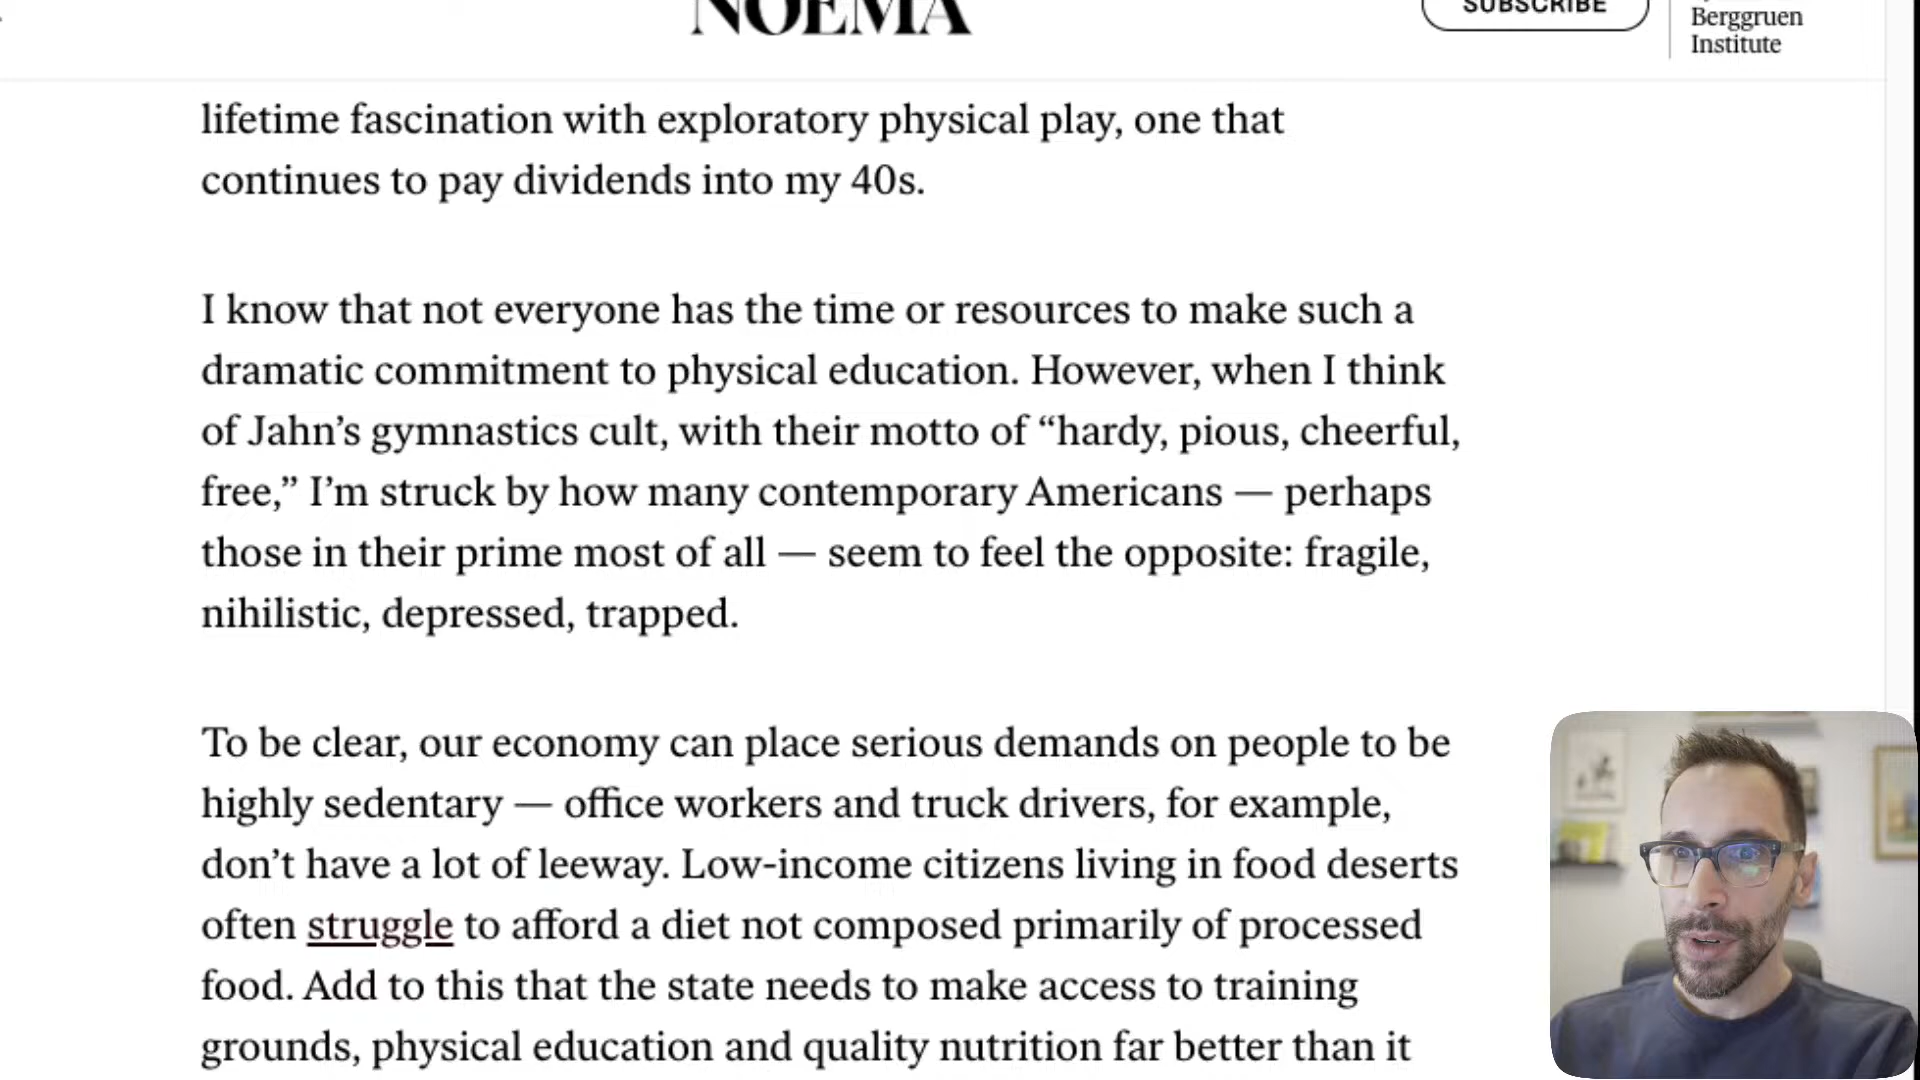 NOEMA
SUBSCRIBE
Berggruen
Institute
lifetime fascination with exploratory physical play, one that
continues to pay dividends into my 40s.
I know that not everyone has the time or resources to make such a
dramatic commitment to physical education. However, when I think
of Jahn’s gymnastics cult, with their motto of “hardy, pious, cheerful,
free,” I’m struck by how many contemporary Americans — perhaps
those in their prime most of all — seem to feel the opposite: fragile,
nihilistic, depressed, trapped.
To be clear, our economy can place serious demands on people to be
highly sedentary — office workers and truck drivers, for example,
don’t have a lot of leeway. Low-income citizens living in food deserts
often struggle to afford a diet not composed primarily of processed
food. Add to this that the state needs to make access to training
grounds, physical education and quality nutrition far better than it